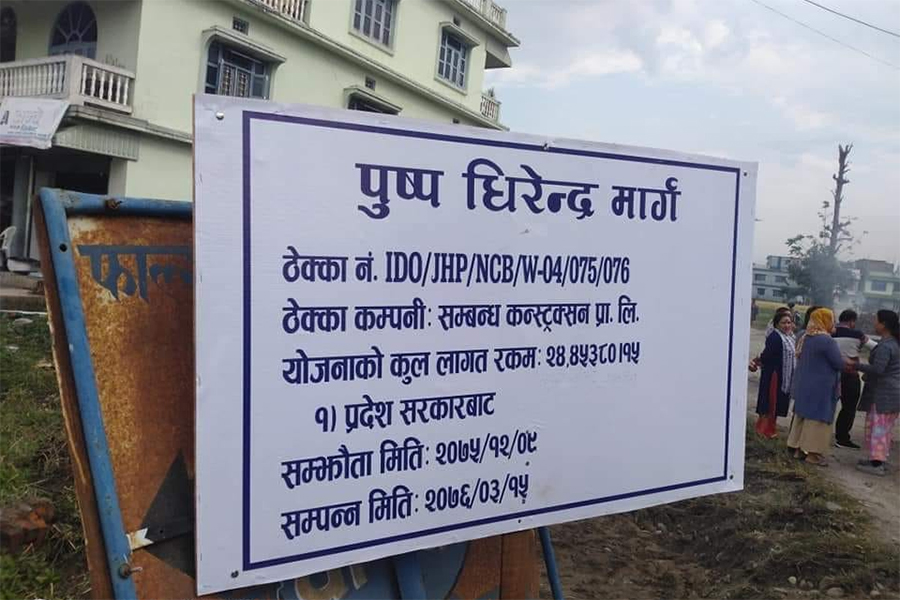 पुष्प धिरेन्द्र मार्ग
ठेक्का नं. IDO/JHP/NCB/W-04/075/076
ठेक्का कम्पनी: सम्बन्ध कन्स्ट्रक्सन प्रा. लि.
योजनाको कुल लागत रकम: २४,४५३८०।१५
१) प्रदेश सरकारबाट
सम्झौता मिति: २०७५/१२/०९
सम्पन्न मिति: २०७६/०३/१५